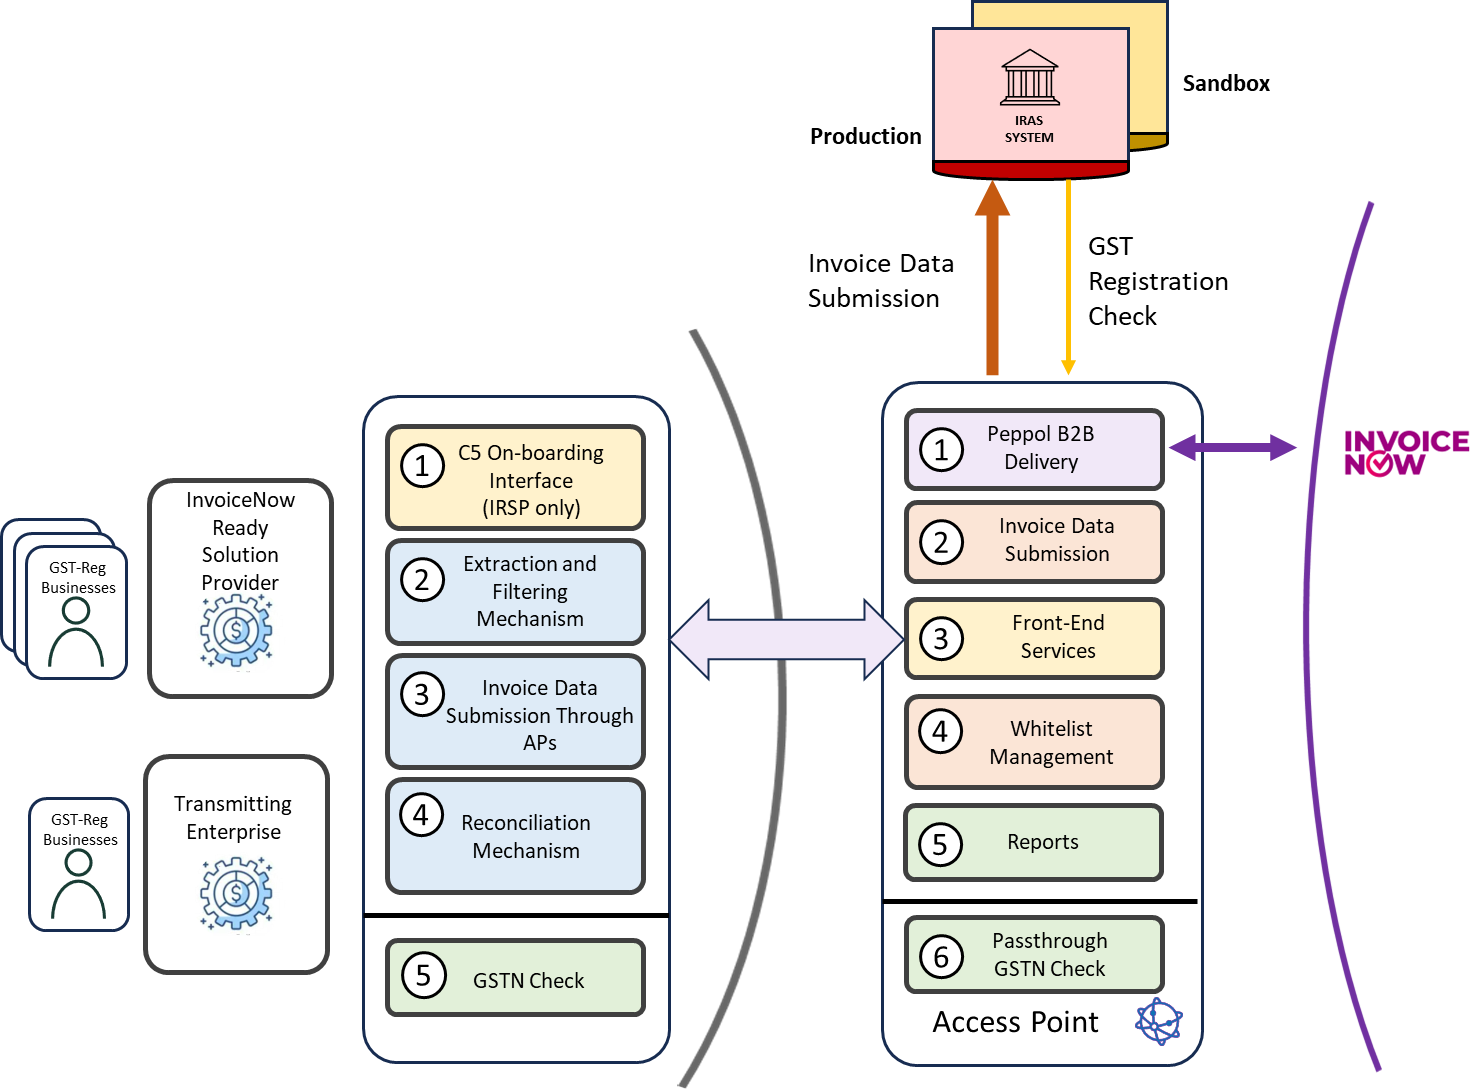 Sandbox
IRAS
SYSTEM
Production
Invoice Data
Submission
GST
Registration
Check
InvoiceNow
Ready
Solution
Provider
GST-Reg
Businesses
Transmitting
Enterprise
GST-Reg
Businesses
1
C5 On-boarding
Interface
(IRSP only)
2
Extraction and
Filtering
Mechanism
3
Invoice Data
Submission Through
APs
4
Reconciliation
Mechanism
5
GSTN Check
1
Peppol B2B
Delivery
2
Invoice Data
Submission
3
Front-End
Services
4
Whitelist
Management
5
Reports
6
Passthrough
GSTN Check
Access Point
INVOICE
NOW
$
$